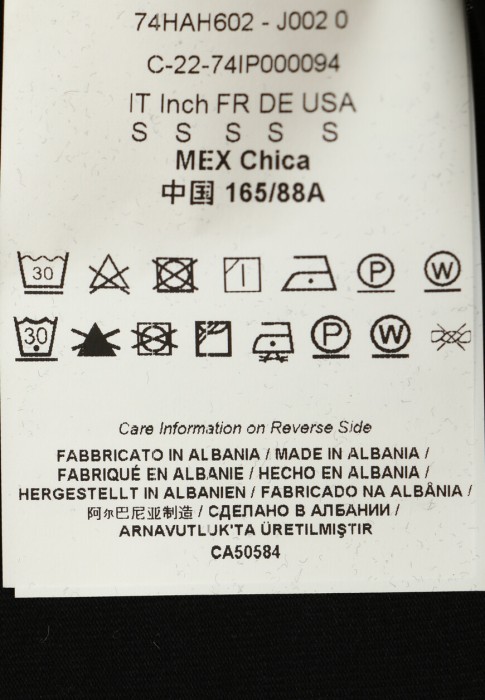 74HAH602 - J002 0
C-22-74IP000094
IT Inch FR DE USA
S S S S S
MEX Chica
中国 165/88A
30 P W
30 P W
Care Information on Reverse Side
FABBRICATO IN ALBANIA / MADE IN ALBANIA /
FABRIQUÉ EN ALBANIE / HECHO EN ALBANIA /
HERGESTELLT IN ALBANIEN / FABRICADO NA ALBÂNIA /
阿尔巴尼亚制造 / СДЕЛАНО В АЛБАНИИ /
ARNAVUTLUK'TA ÜRETILMIŞTIR
CA50584